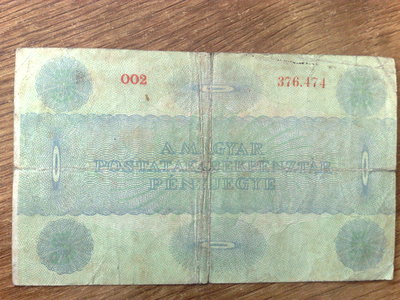 002 376.474
A MAGYAR
POSTATAKARÉKPÉNZTÁR
PÉNZJEGYE